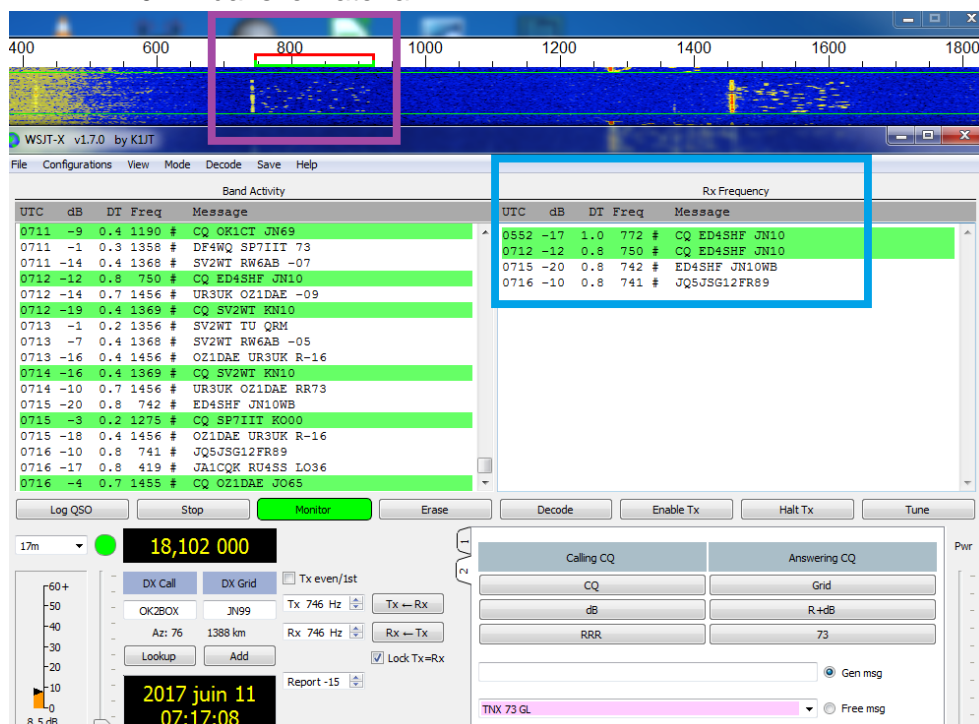 400 600 800 1000 1200 1400 1600 1800
WSJT-X v1.7.0 by K1JT
File Configurations View Mode Decode Save Help
Band Activity
UTC dB DT Freq Message
0711 -9 0.4 1190 # CQ OK1CT JN69
0711 -1 0.3 1358 # DF4WQ SP7IIT 73
0711 -14 0.4 1368 # SV2WT RW6AB -07
0712 -12 0.8 750 # CQ ED4SHF JN10
0712 -14 0.7 1456 # UR3UK OZ1DAE -09
0712 -19 0.4 1369 # CQ SV2WT KN10
0713 -1 0.2 1356 # SV2WT TU QRM
0713 -7 0.4 1368 # SV2WT RW6AB -05
0713 -16 0.4 1456 # OZ1DAE UR3UK R-16
0714 -16 0.4 1369 # CQ SV2WT KN10
0714 -10 0.7 1456 # UR3UK OZ1DAE RR73
0715 -20 0.8 742 # ED4SHF JN10WB
0715 -3 0.2 1275 # CQ SP7IIT KO00
0715 -18 0.4 1456 # OZ1DAE UR3UK R-16
0716 -10 0.8 741 # JQ5JSG12FR89
0716 -17 0.8 419 # JA1CQK RU4SS LO36
0716 -4 0.7 1455 # CQ OZ1DAE JO65
Rx Frequency
UTC dB DT Freq Message
0552 -17 1.0 772 # CQ ED4SHF JN10
0712 -12 0.8 750 # CQ ED4SHF JN10
0715 -20 0.8 742 # ED4SHF JN10WB
0716 -10 0.8 741 # JQ5JSG12FR89
Log QSO Stop Monitor Erase Decode Enable Tx Halt Tx Tune
17m 18,102 000
DX Call DX Grid
OK2BOX JN99
Az: 76 1388 km
Lookup Add
2017 juin 11
07:17:08
Tx even/1st
Tx 746 Hz Tx ← Rx
Rx 746 Hz Rx ← Tx
Lock Tx=Rx
Report -15
60+
50
40
30
20
10
0
8.5 dB
1
2
Calling CQ Answering CQ
CQ Grid
dB R+dB
RRR 73
Gen msg
TNX 73 GL Free msg
Pwr